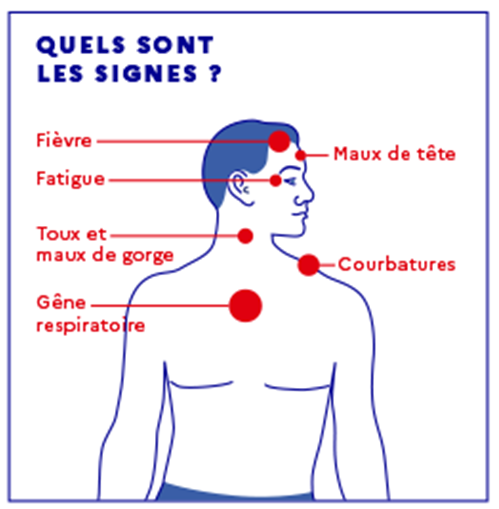 QUELS SONT
LES SIGNES ?
Fièvre
Maux de tête
Fatigue
Toux et
maux de gorge
Courbatures
Gêne
respiratoire